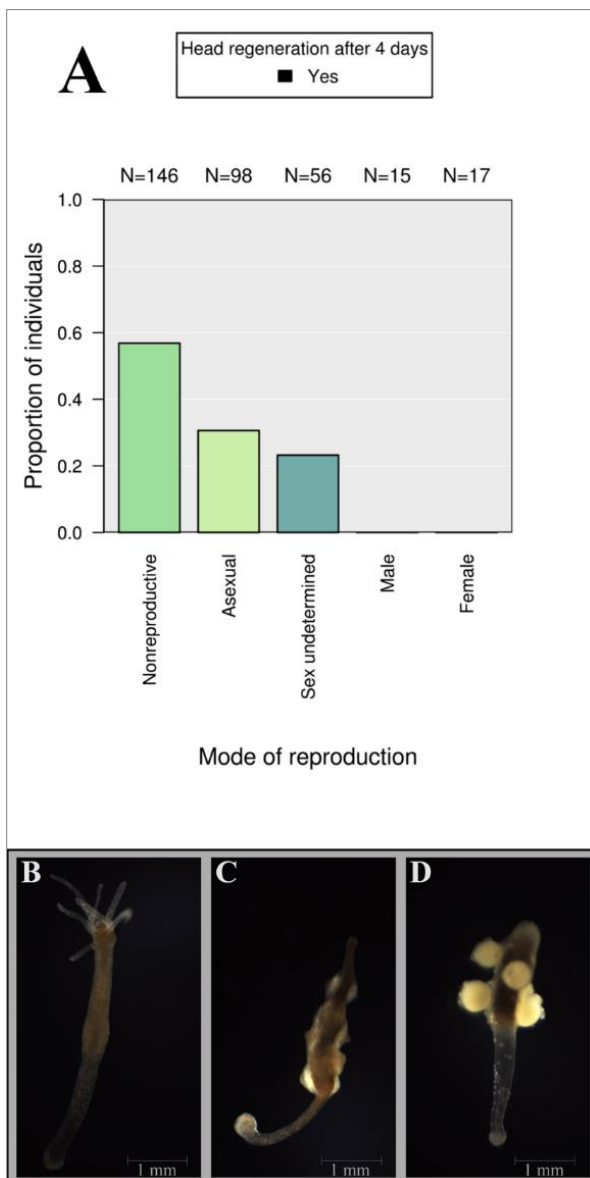 A
Head regeneration after 4 days
Yes
N=146 N=98 N=56 N=15 N=17
Proportion of individuals
1.0
0.8
0.6
0.4
0.2
0.0
Nonreproductive
Asexual
Sex undetermined
Male
Female
Mode of reproduction
B
1 mm
C
1 mm
D
1 mm